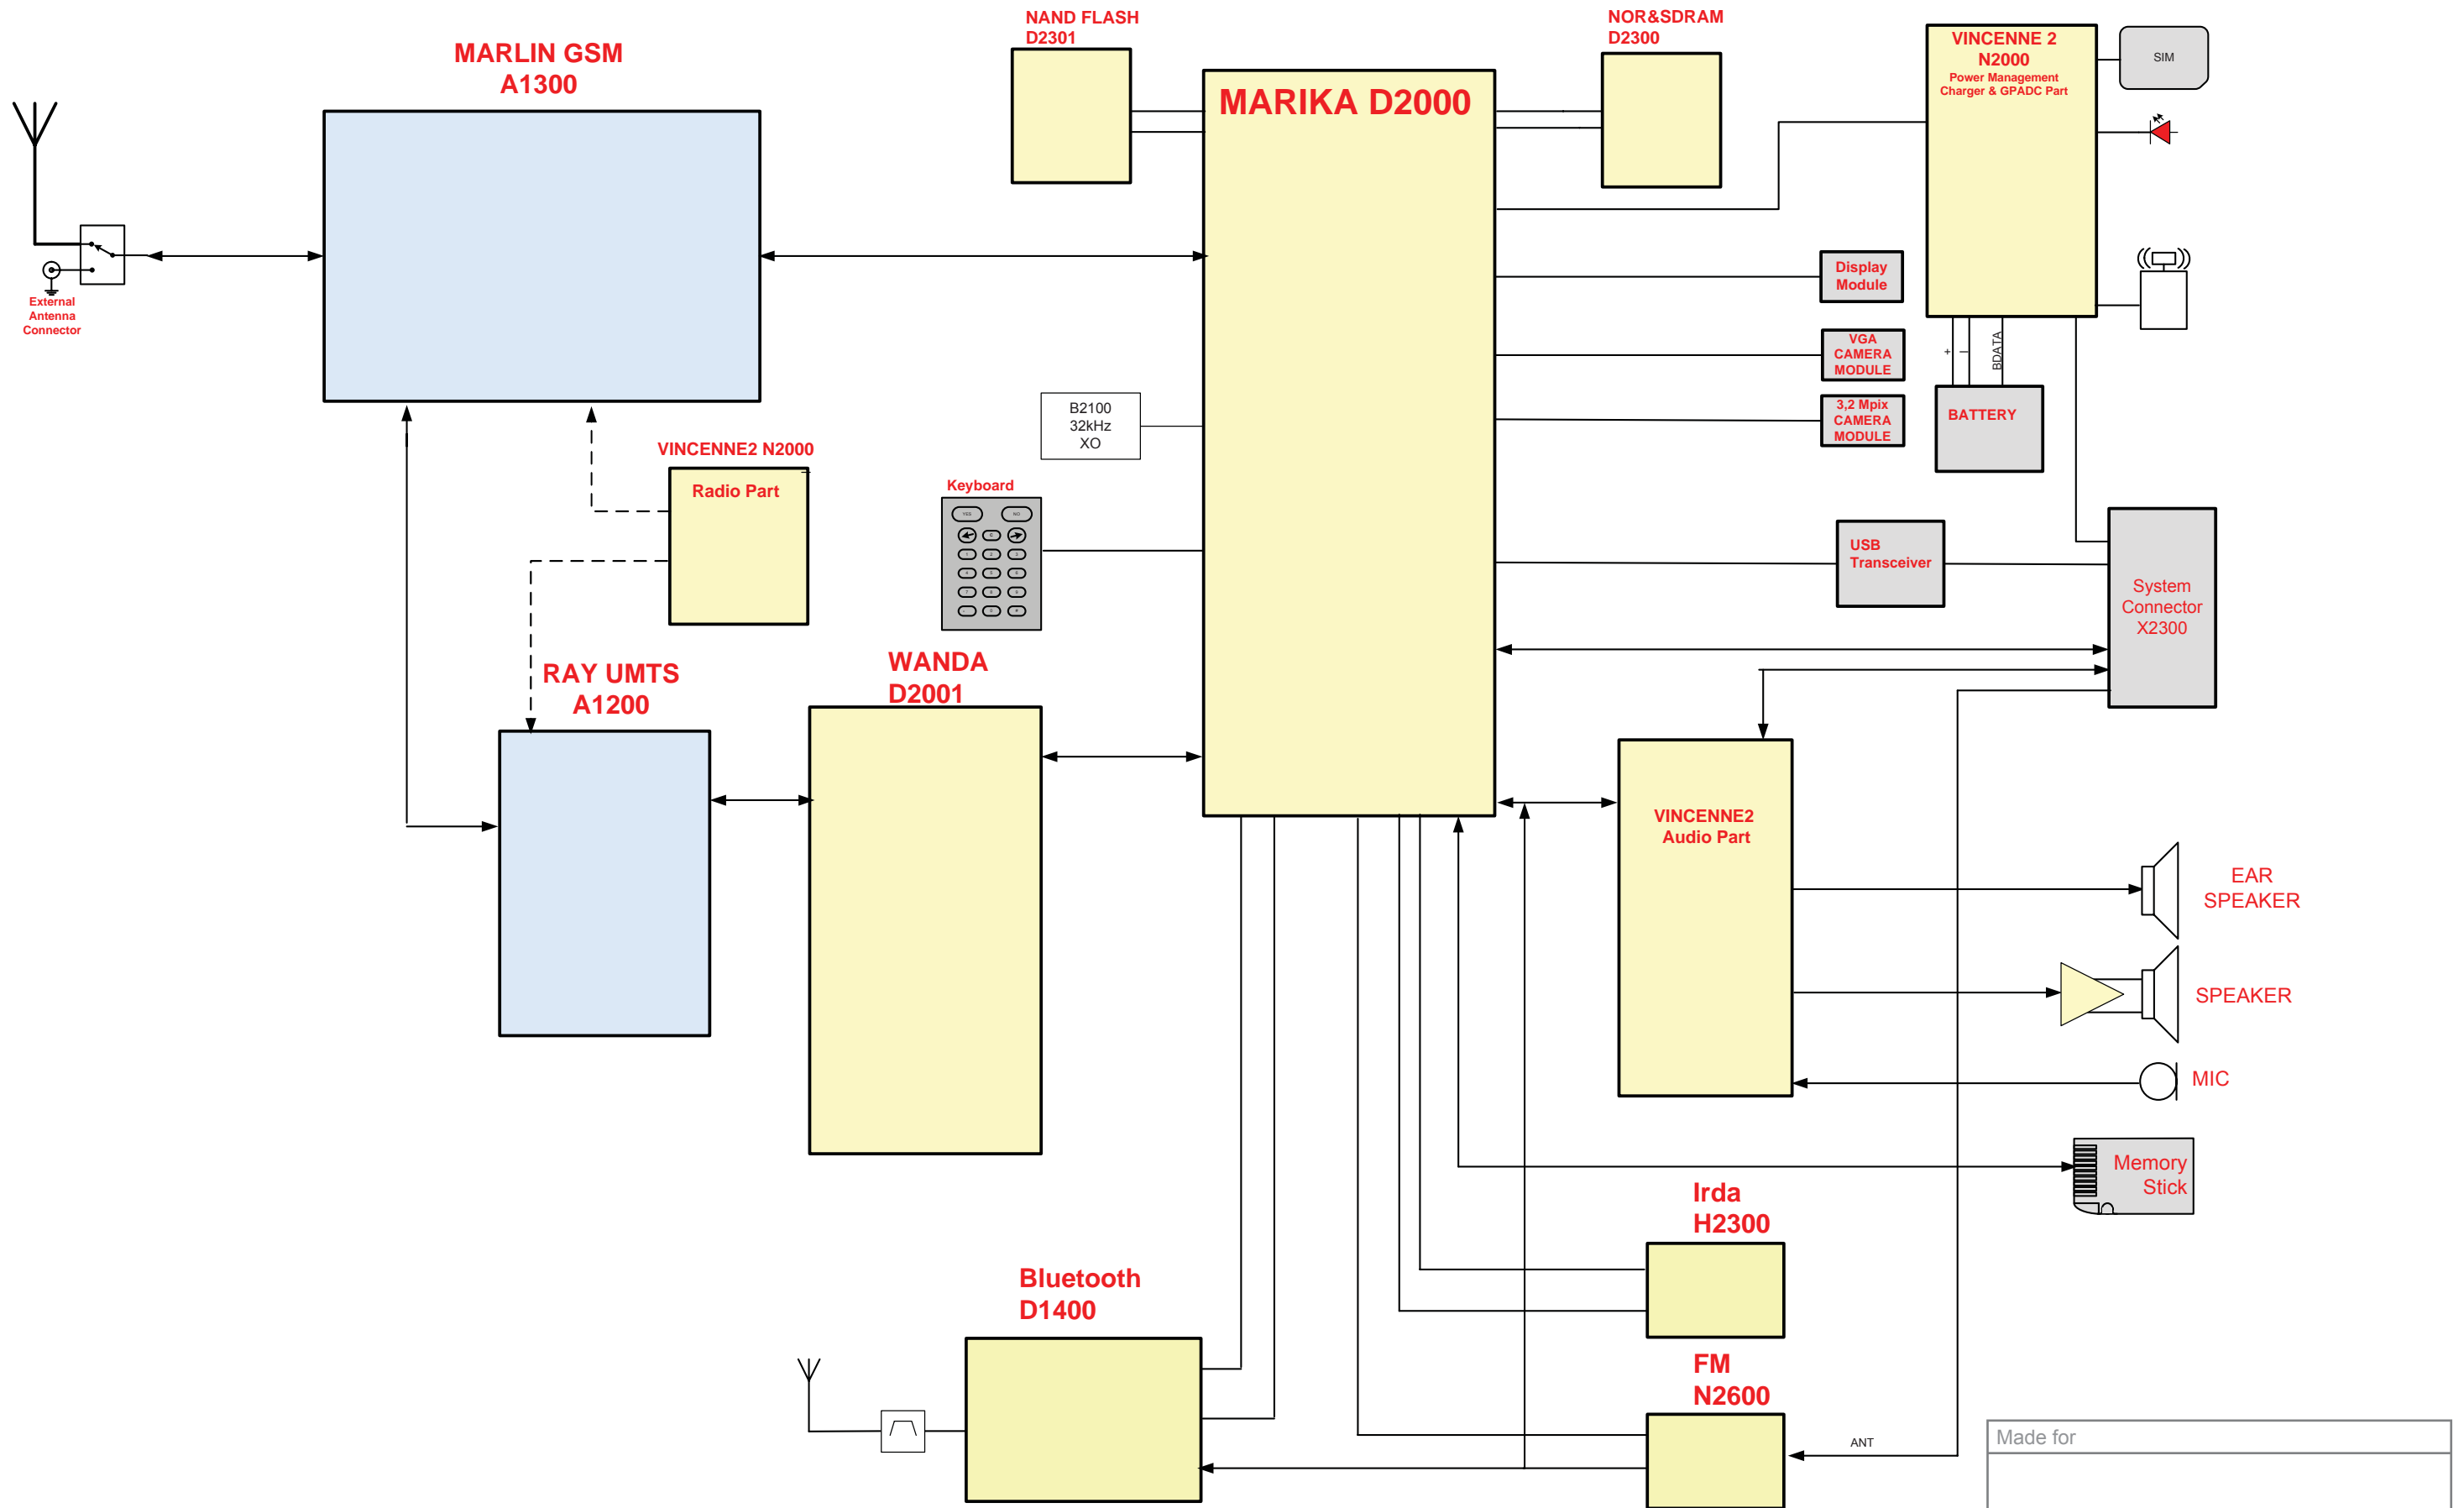 NAND FLASH
D2301
NOR&SDRAM
D2300
MARLIN GSM
A1300
MARIKA D2000
VINCENNE 2
N2000
Power Management
Charger & GPADC Part
SIM
External
Antenna
Connector
Display
Module
VGA
CAMERA
MODULE
3,2 Mpix
CAMERA
MODULE
+
–
BDATA
BATTERY
B2100
32kHz
XO
VINCENNE2 N2000
Radio Part
Keyboard
YES
NO
USB
Transceiver
System
Connector
X2300
RAY UMTS
A1200
WANDA
D2001
VINCENNE2
Audio Part
EAR
SPEAKER
SPEAKER
MIC
Memory
Stick
Irda
H2300
Bluetooth
D1400
FM
N2600
ANT
Made for